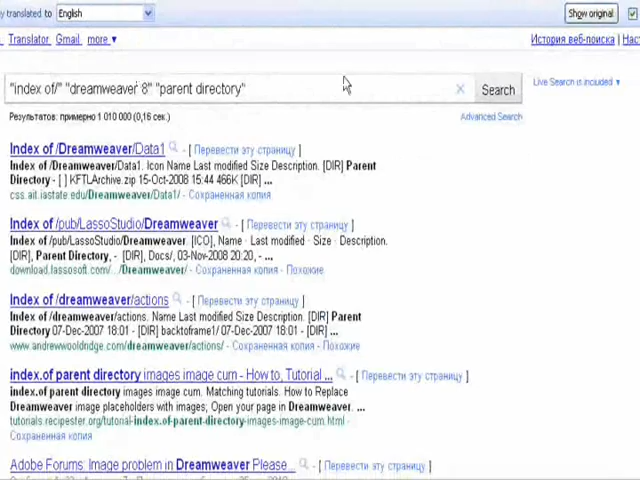 y translated to English Show original
Translator Gmail more ▼ История веб-поиска | Нас
"index of/" "dreamweaver 8" "parent directory" × Search Live Search is included ▼
Результатов: примерно 1 010 000 (0,16 сек.) Advanced Search
Index of /Dreamweaver/Data1 - [ Перевести эту страницу ]
Index of /Dreamweaver/Data1. Icon Name Last modified Size Description. [DIR] Parent
Directory - [ ] KFTLArchive.zip 15-Oct-2008 15:44 466K [DIR] ...
css.ait.iastate.edu/Dreamweaver/Data1/ - Сохраненная копия
Index of /pub/LassoStudio/Dreamweaver - [ Перевести эту страницу ]
Index of /pub/LassoStudio/Dreamweaver. [ICO], Name · Last modified · Size · Description.
[DIR], Parent Directory, - [DIR], Docs/, 03-Nov-2008 20:20, - ...
download.lassosoft.com/.../Dreamweaver/ - Сохраненная копия - Похожие
Index of /dreamweaver/actions - [ Перевести эту страницу ]
Index of /dreamweaver/actions. Name Last modified Size Description. [DIR] Parent
Directory 07-Dec-2007 18:01 - [DIR] backtoframe1/ 07-Dec-2007 18:01 - [DIR] ...
www.andrewwooldridge.com/dreamweaver/actions/ - Сохраненная копия - Похожие
index.of parent directory images image cum - How to, Tutorial ... - [ Перевести эту страницу ]
index.of parent directory images image cum. Matching tutorials. How to Replace
Dreamweaver image placeholders with images; Open your page in Dreamweaver. ...
tutorials.recipester.org/tutorial-index.of-parent-directory-images-image-cum.html -
Сохраненная копия
Adobe Forums: Image problem in Dreamweaver Please... - [ Перевести эту страницу ]